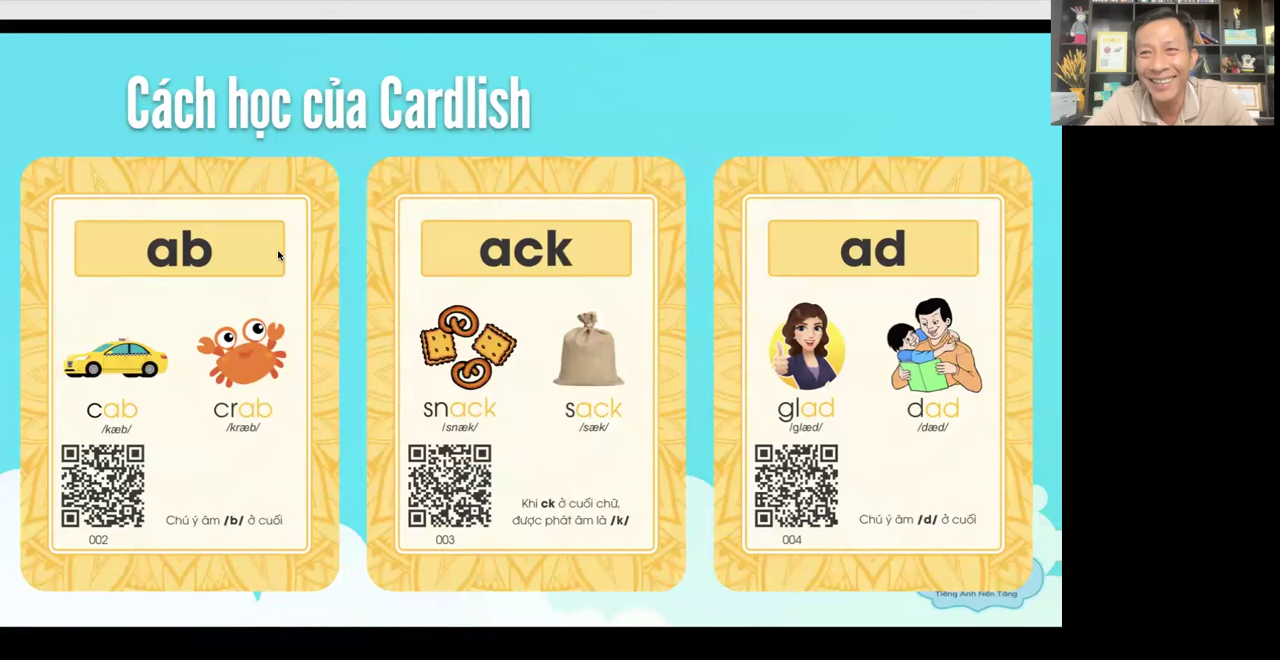 Cách học của Cardlish
ab
cab
/kæb/
crab
/kræb/
Chú ý âm /b/ ở cuối
002
ack
snack
/snæk/
sack
/sæk/
Khi ck ở cuối chữ,
được phát âm là /k/
003
ad
glad
/glæd/
dad
/dæd/
Chú ý âm /d/ ở cuối
004
Tiếng Anh Nền Tảng